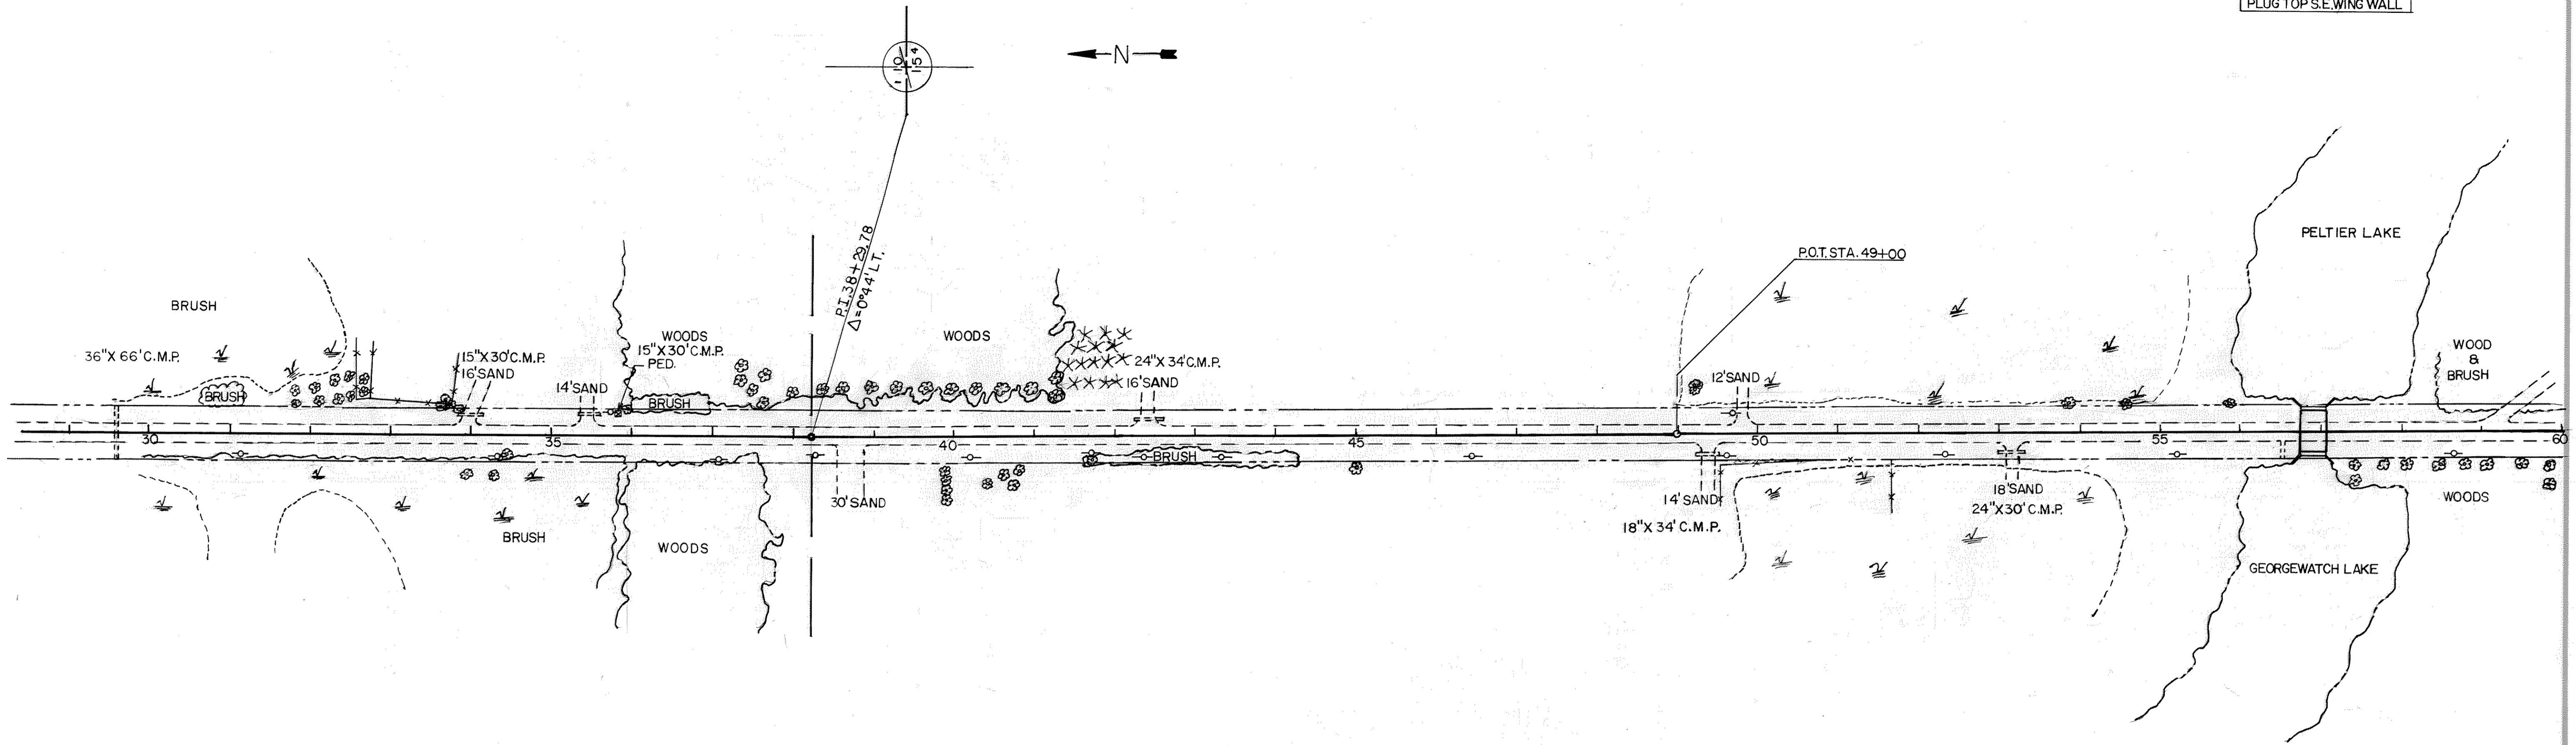 PLUG TOP S.E. WING WALL
N
1 10
15 4
P.I. 38+29.78
Δ=0°44' LT.
P.O.T. STA. 49+00
PELTIER LAKE
BRUSH
36"X 66' C.M.P.
BRUSH
15"X 30' C.M.P.
16' SAND
14' SAND
WOODS
15"X 30' C.M.P.
PED.
BRUSH
WOODS
24"X 34' C.M.P.
16' SAND
12' SAND
WOOD
&
BRUSH
30
35
40
45
50
55
60
BRUSH
30' SAND
BRUSH
WOODS
14' SAND
18"X 34' C.M.P.
18' SAND
24"X30' C.M.P.
WOODS
GEORGEWATCH LAKE